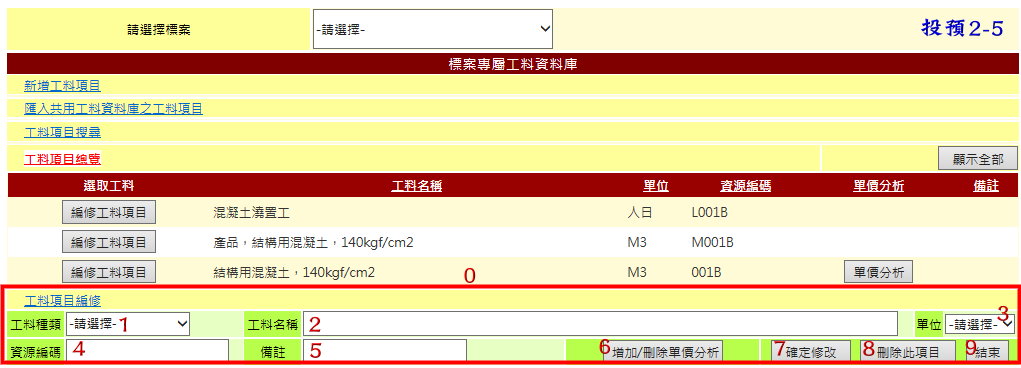 請選擇標案 -請選擇- 投預2-5
標案專屬工料資料庫
新增工料項目
匯入共用工料資料庫之工料項目
工料項目搜尋
工料項目總覽 顯示全部
選取工料 工料名稱 單位 資源編碼 單價分析 備註
編修工料項目 混凝土澆置工 人日 L001B
編修工料項目 產品，結構用混凝土，140kgf/cm2 M3 M001B
編修工料項目 結構用混凝土，140kgf/cm2 M3 001B 單價分析
0
工料項目編修
工料種類 -請選擇- 1 工料名稱 2 單位 -請選擇- 3
資源編碼 4 備註 5 6 增加/刪除單價分析 7 確定修改 8 刪除此項目 9 結束